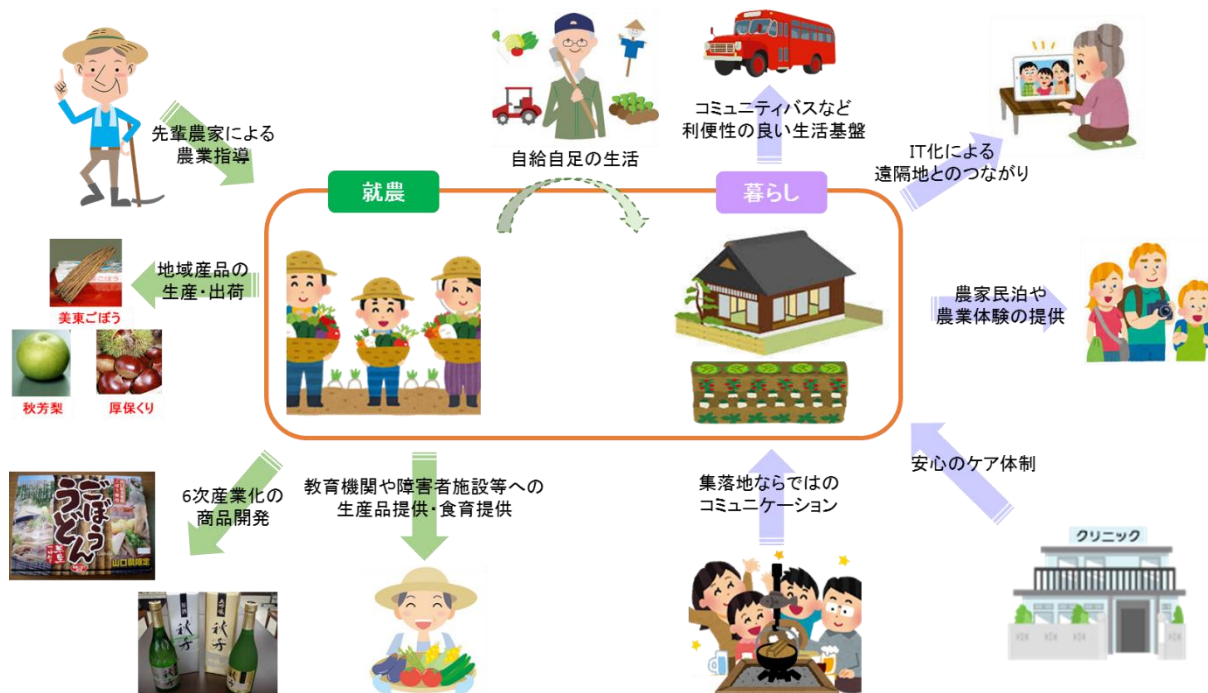 先輩農家による
農業指導
自給自足の生活
コミュニティバスなど
利便性の良い生活基盤
IT化による
遠隔地とのつながり
就農
暮らし
地域産品の
生産・出荷
美東ごぼう
秋芳梨
厚保くり
農家民泊や
農業体験の提供
6次産業化の
商品開発
教育機関や障害者施設等への
生産品提供・食育提供
集落地ならではの
コミュニケーション
安心のケア体制
クリニック
ごぼう
うどん
山口県限定